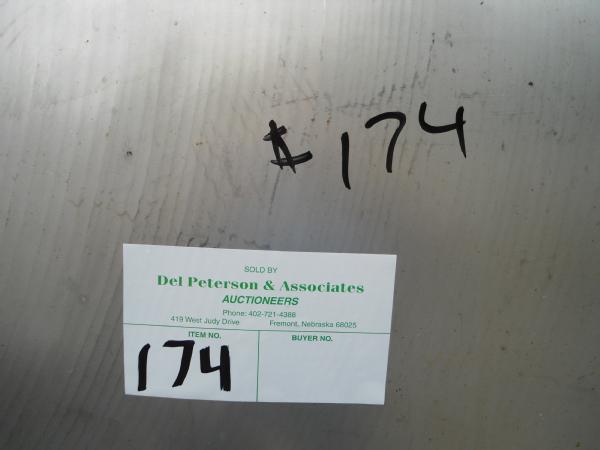 # 174
SOLD BY
Del Peterson & Associates
AUCTIONEERS
Phone: 402-721-4388
419 West Judy Drive Fremont, Nebraska 68025
ITEM NO. BUYER NO.
174